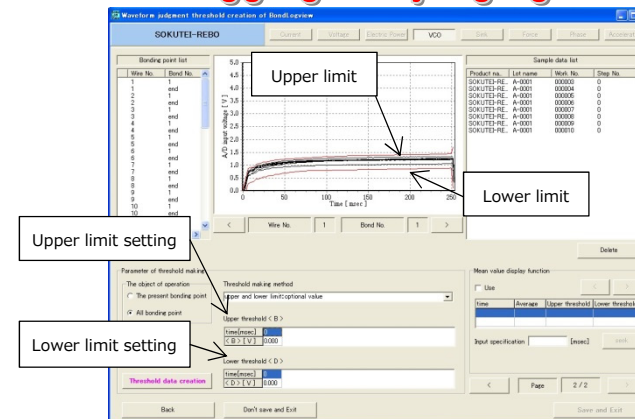 Waveform judgment threshold creation of BondLogview
SOKUTEI-REBO
Current
Voltage
Electric Power
VCO
Sink
Force
Phase
Bonding point list
Wire No. Bond No.
1 1
1 end
2 1
2 end
3 1
3 end
4 1
4 end
5 1
5 end
6 1
6 end
7 1
7 end
8 1
8 end
9 1
9 end
10 1
10 end
A/D input voltage [V]
5.0
4.5
4.0
3.5
3.0
2.5
2.0
1.5
1.0
0.5
0.0
0 50 100 150 200 250
Time [msec]
Upper limit
Lower limit
< Wire No. 1 Bond No. 1 >
Sample data list
Product na.. Lot name Work No. Step No.
SOKUTEI-RE.. A-0001 000003 0
SOKUTEI-RE.. A-0001 000004 0
SOKUTEI-RE.. A-0001 000005 0
SOKUTEI-RE.. A-0001 000006 0
SOKUTEI-RE.. A-0001 000007 0
SOKUTEI-RE.. A-0001 000008 0
SOKUTEI-RE.. A-0001 000009 0
SOKUTEI-RE.. A-0001 000010 0
Delete
Upper limit setting
Lower limit setting
Parameter of threshold making
The object of operation
The present bonding point
All bonding point
Threshold making method
upper and lower limit:optional value
Upper threshold < B >
time[msec] 0
< B > [ V ] 0.000
Lower threshold < D >
time[msec] 0
< D > [ V ] 0.000
Threshold data creation
Mean value display function
Use
< >
time Average Upper threshold Lower threshold
Input specification [msec]
< Page 2 / 2 >
Back
Don't save and Exit
Save and Exit